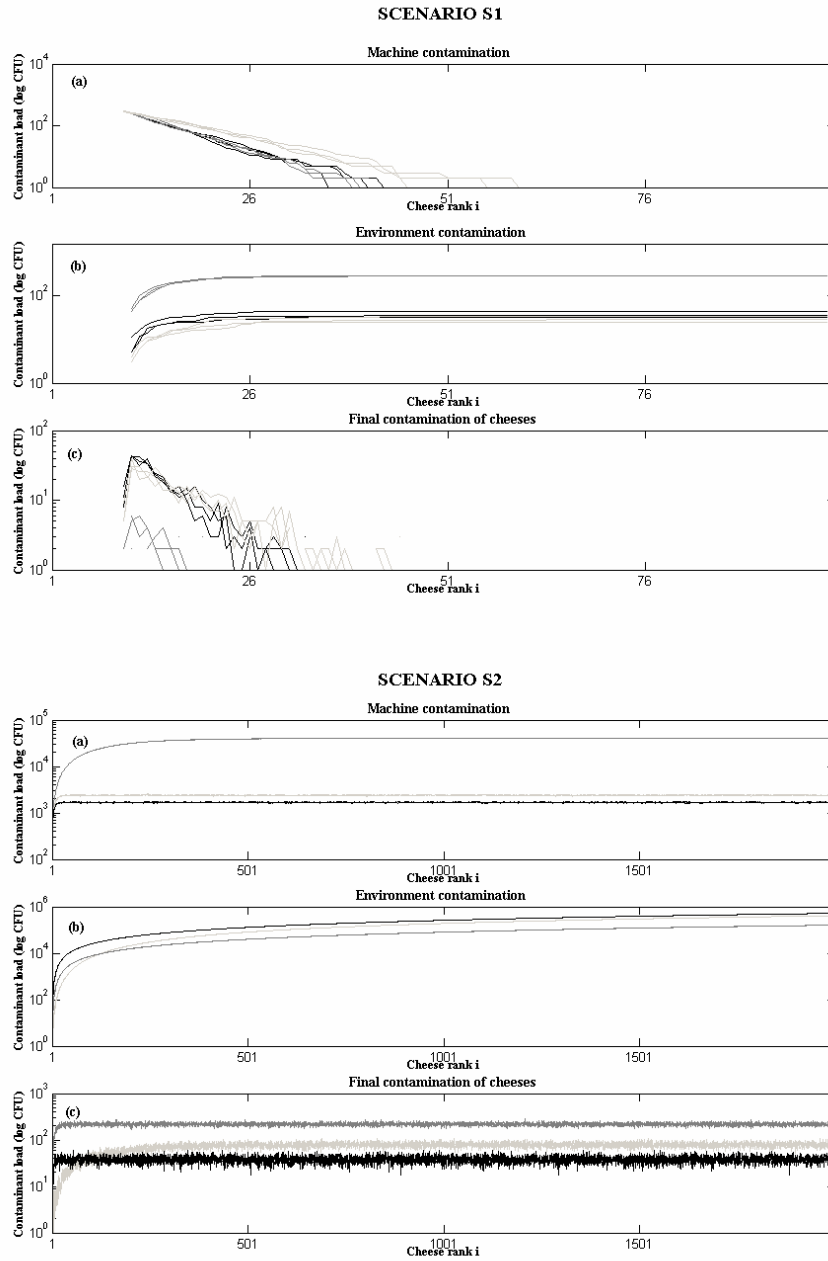 SCENARIO S1
Machine contamination
Contaminant load (log CFU)
(a)
10^4
10^2
10^0
1 26 51 76
Cheese rank i
Environment contamination
Contaminant load (log CFU)
(b)
10^2
10^0
1 26 51 76
Cheese rank i
Final contamination of cheeses
Contaminant load (log CFU)
(c)
10^2
10^1
10^0
1 26 51 76
Cheese rank i
SCENARIO S2
Machine contamination
Contaminant load (log CFU)
(a)
10^5
10^4
10^3
10^2
1 501 1001 1501
Cheese rank i
Environment contamination
Contaminant load (log CFU)
(b)
10^6
10^4
10^2
10^0
1 501 1001 1501
Cheese rank i
Final contamination of cheeses
Contaminant load (log CFU)
(c)
10^3
10^2
10^1
10^0
1 501 1001 1501
Cheese rank i